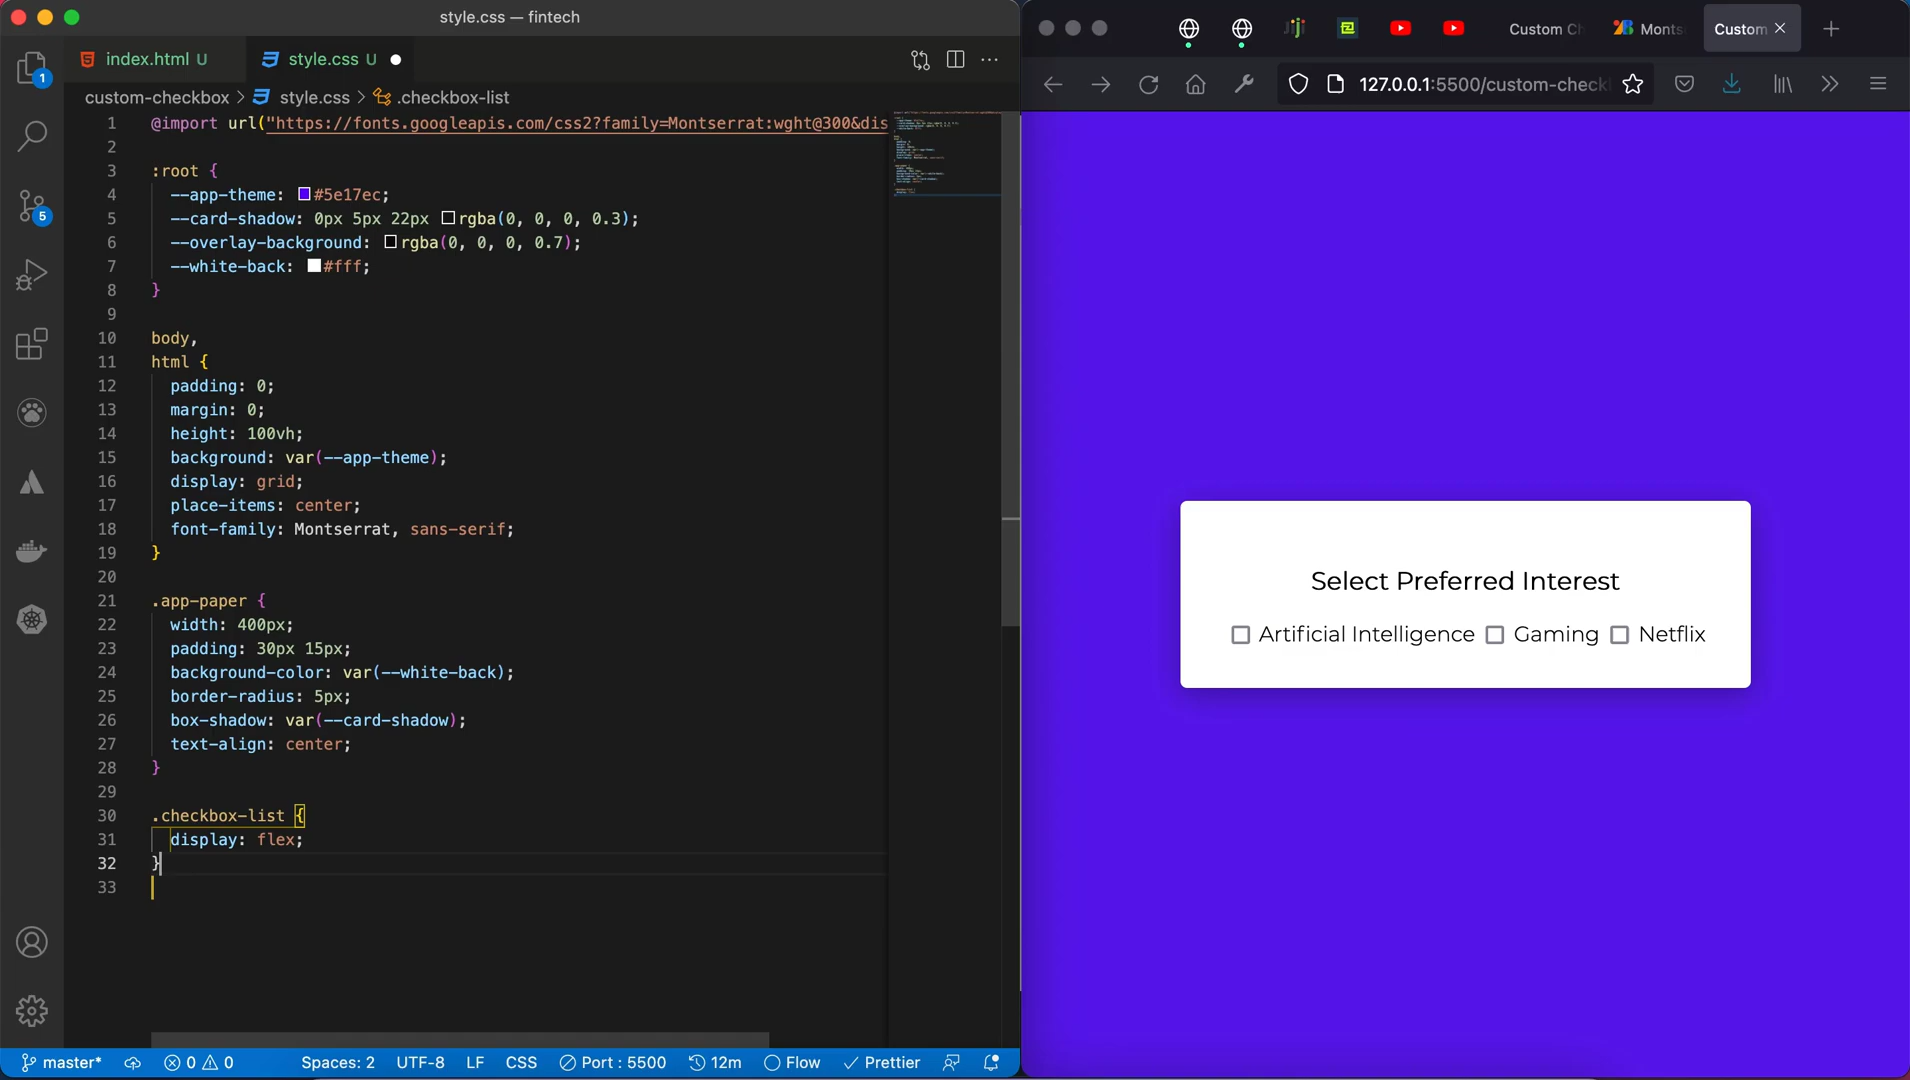 style.css — fintech
index.html U
style.css U
custom-checkbox > style.css > .checkbox-list
1 @import url("https://fonts.googleapis.com/css2?family=Montserrat:wght@300&dis
2
3 :root {
4 --app-theme: #5e17ec;
5 --card-shadow: 0px 5px 22px rgba(0, 0, 0, 0.3);
6 --overlay-background: rgba(0, 0, 0, 0.7);
7 --white-back: #fff;
8 }
9
10 body,
11 html {
12 padding: 0;
13 margin: 0;
14 height: 100vh;
15 background: var(--app-theme);
16 display: grid;
17 place-items: center;
18 font-family: Montserrat, sans-serif;
19 }
20
21 .app-paper {
22 width: 400px;
23 padding: 30px 15px;
24 background-color: var(--white-back);
25 border-radius: 5px;
26 box-shadow: var(--card-shadow);
27 text-align: center;
28 }
29
30 .checkbox-list {
31 display: flex;
32 }
33
1
5
master* 0 0 Spaces: 2 UTF-8 LF CSS Port : 5500 12m Flow Prettier
Jiji Custom Ch Monts Custom
127.0.0.1:5500/custom-check
Select Preferred Interest
Artificial Intelligence Gaming Netflix